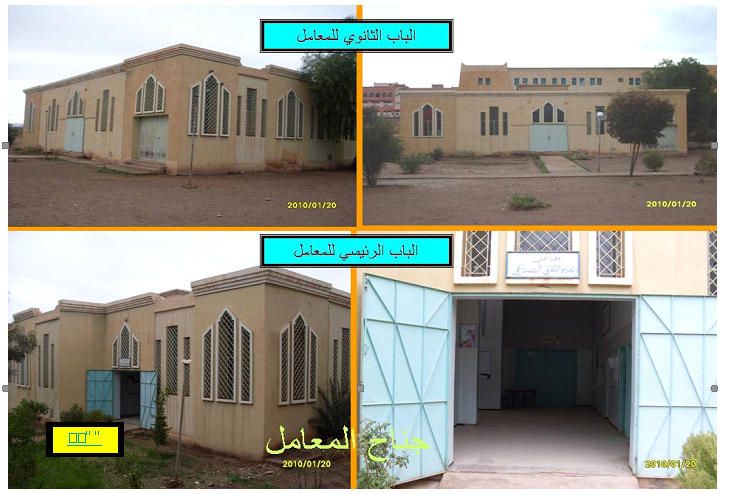 الباب الثانوي للمعامل
2010/01/20
2010/01/20
الباب الرئيسي للمعامل
معامل
جناح المعامل
2010/01/20
2010/01/20